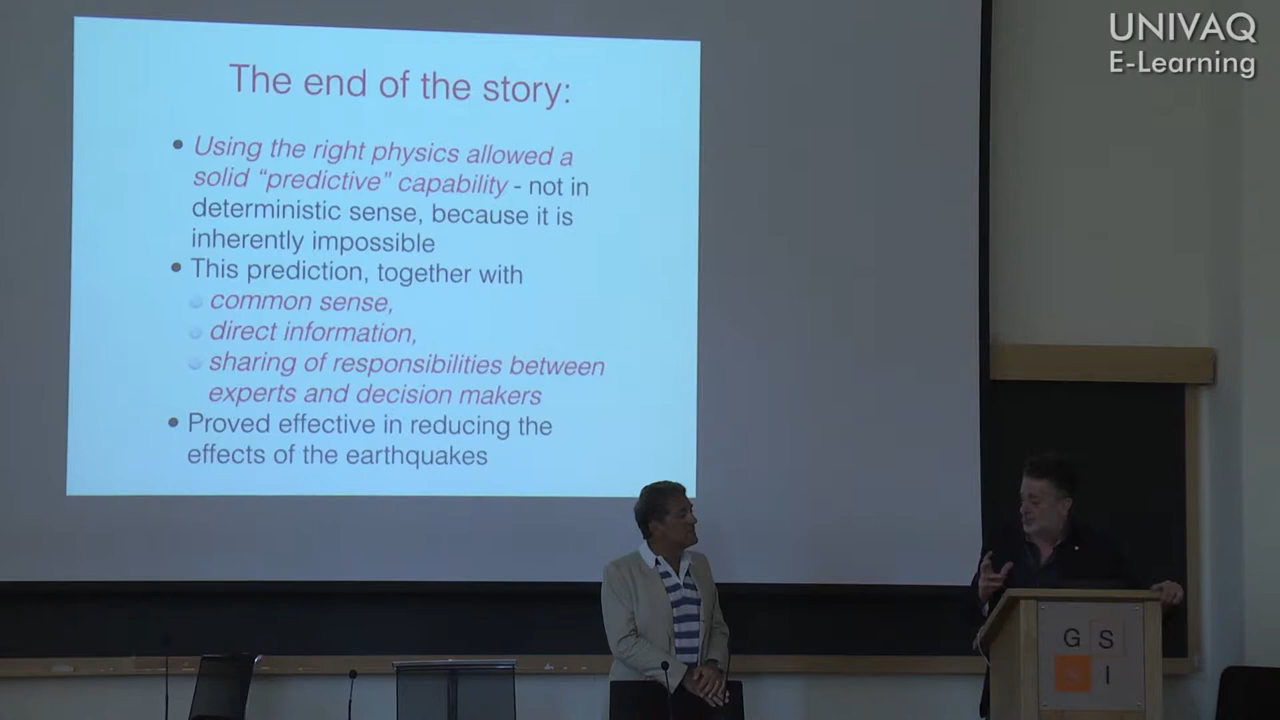 UNIVAQ
E-Learning
The end of the story:
• Using the right physics allowed a
solid “predictive” capability - not in
deterministic sense, because it is
inherently impossible
• This prediction, together with
common sense,
direct information,
sharing of responsibilities between
experts and decision makers
• Proved effective in reducing the
effects of the earthquakes
G S
I